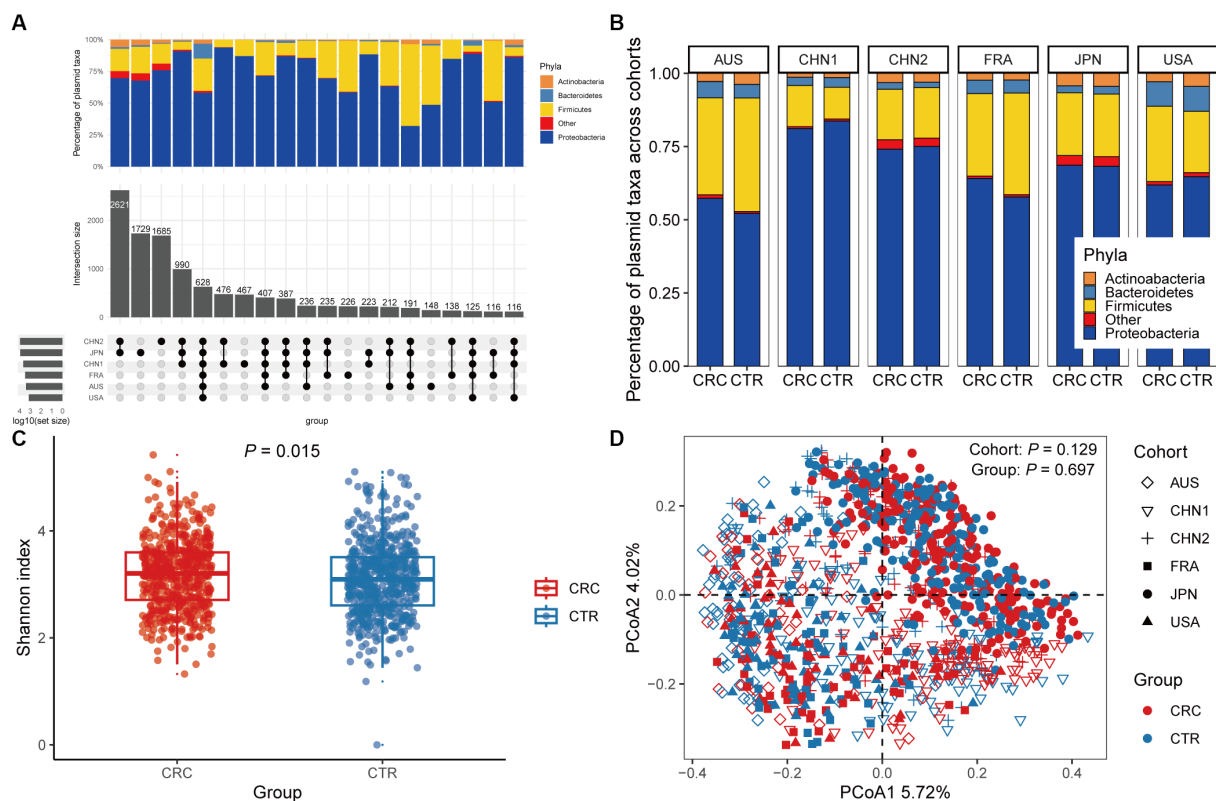 A
Percentage of plasmid taxa
100%
75%
50%
25%
0%
Phyla
Actinobacteria
Bacteroidetes
Firmicutes
Other
Proteobacteria
Intersection size
2000
1000
0
2621
1729
1685
990
628
476
467
407
387
236
235
226
223
212
191
148
138
125
116
116
CHN2
JPN
CHN1
FRA
AUS
USA
4 3 2 1 0
log10(set size)
group
B
Percentage of plasmid taxa across cohorts
AUS CHN1 CHN2 FRA JPN USA
1.00
0.75
0.50
0.25
0.00
Phyla
Actinoabacteria
Bacteroidetes
Firmicutes
Other
Proteobacteria
CRC CTR CRC CTR CRC CTR CRC CTR CRC CTR CRC CTR
C
P = 0.015
Shannon index
4
2
0
CRC CTR
Group
CRC
CTR
D
Cohort: P = 0.129
Group: P = 0.697
PCoA2 4.02%
0.2
0.0
−0.2
−0.4 −0.2 0.0 0.2 0.4
PCoA1 5.72%
Cohort
AUS
CHN1
CHN2
FRA
JPN
USA
Group
CRC
CTR